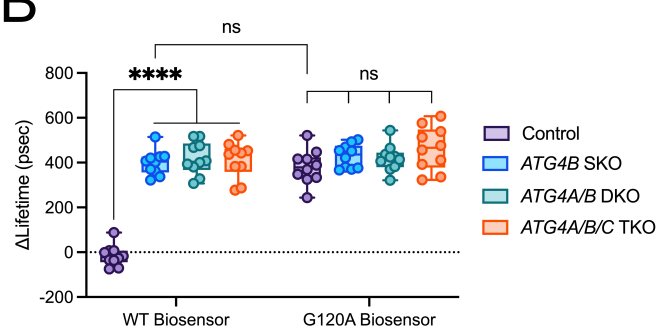 B
ns
****
ns
800
600
400
200
0
-200
ΔLifetime (psec)
WT Biosensor
G120A Biosensor
Control
ATG4B SKO
ATG4A/B DKO
ATG4A/B/C TKO